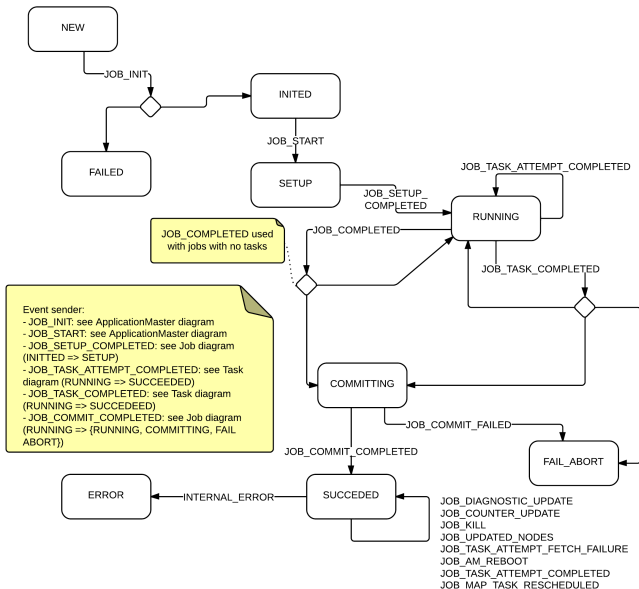 NEW
JOB_INIT
INITED
FAILED
JOB_START
SETUP
JOB_SETUP_
COMPLETED
JOB_TASK_ATTEMPT_COMPLETED
RUNNING
JOB_COMPLETED used
with jobs with no tasks
JOB_COMPLETED
JOB_TASK_COMPLETED
Event sender:
- JOB_INIT: see ApplicationMaster diagram
- JOB_START: see ApplicationMaster diagram
- JOB_SETUP_COMPLETED: see Job diagram
(INITTED => SETUP)
- JOB_TASK_ATTEMPT_COMPLETED: see Task
diagram (RUNNING => SUCCEEDED)
- JOB_TASK_COMPLETED: see Task diagram
(RUNNING => SUCCEDEED)
- JOB_COMMIT_COMPLETED: see Job diagram
(RUNNING => {RUNNING, COMMITTING, FAIL
ABORT})
COMMITTING
JOB_COMMIT_FAILED
JOB_COMMIT_COMPLETED
FAIL_ABORT
ERROR
INTERNAL_ERROR
SUCCEDED
JOB_DIAGNOSTIC_UPDATE
JOB_COUNTER_UPDATE
JOB_KILL
JOB_UPDATED_NODES
JOB_TASK_ATTEMPT_FETCH_FAILURE
JOB_AM_REBOOT
JOB_TASK_ATTEMPT_COMPLETED
JOB_MAP_TASK_RESCHEDULED